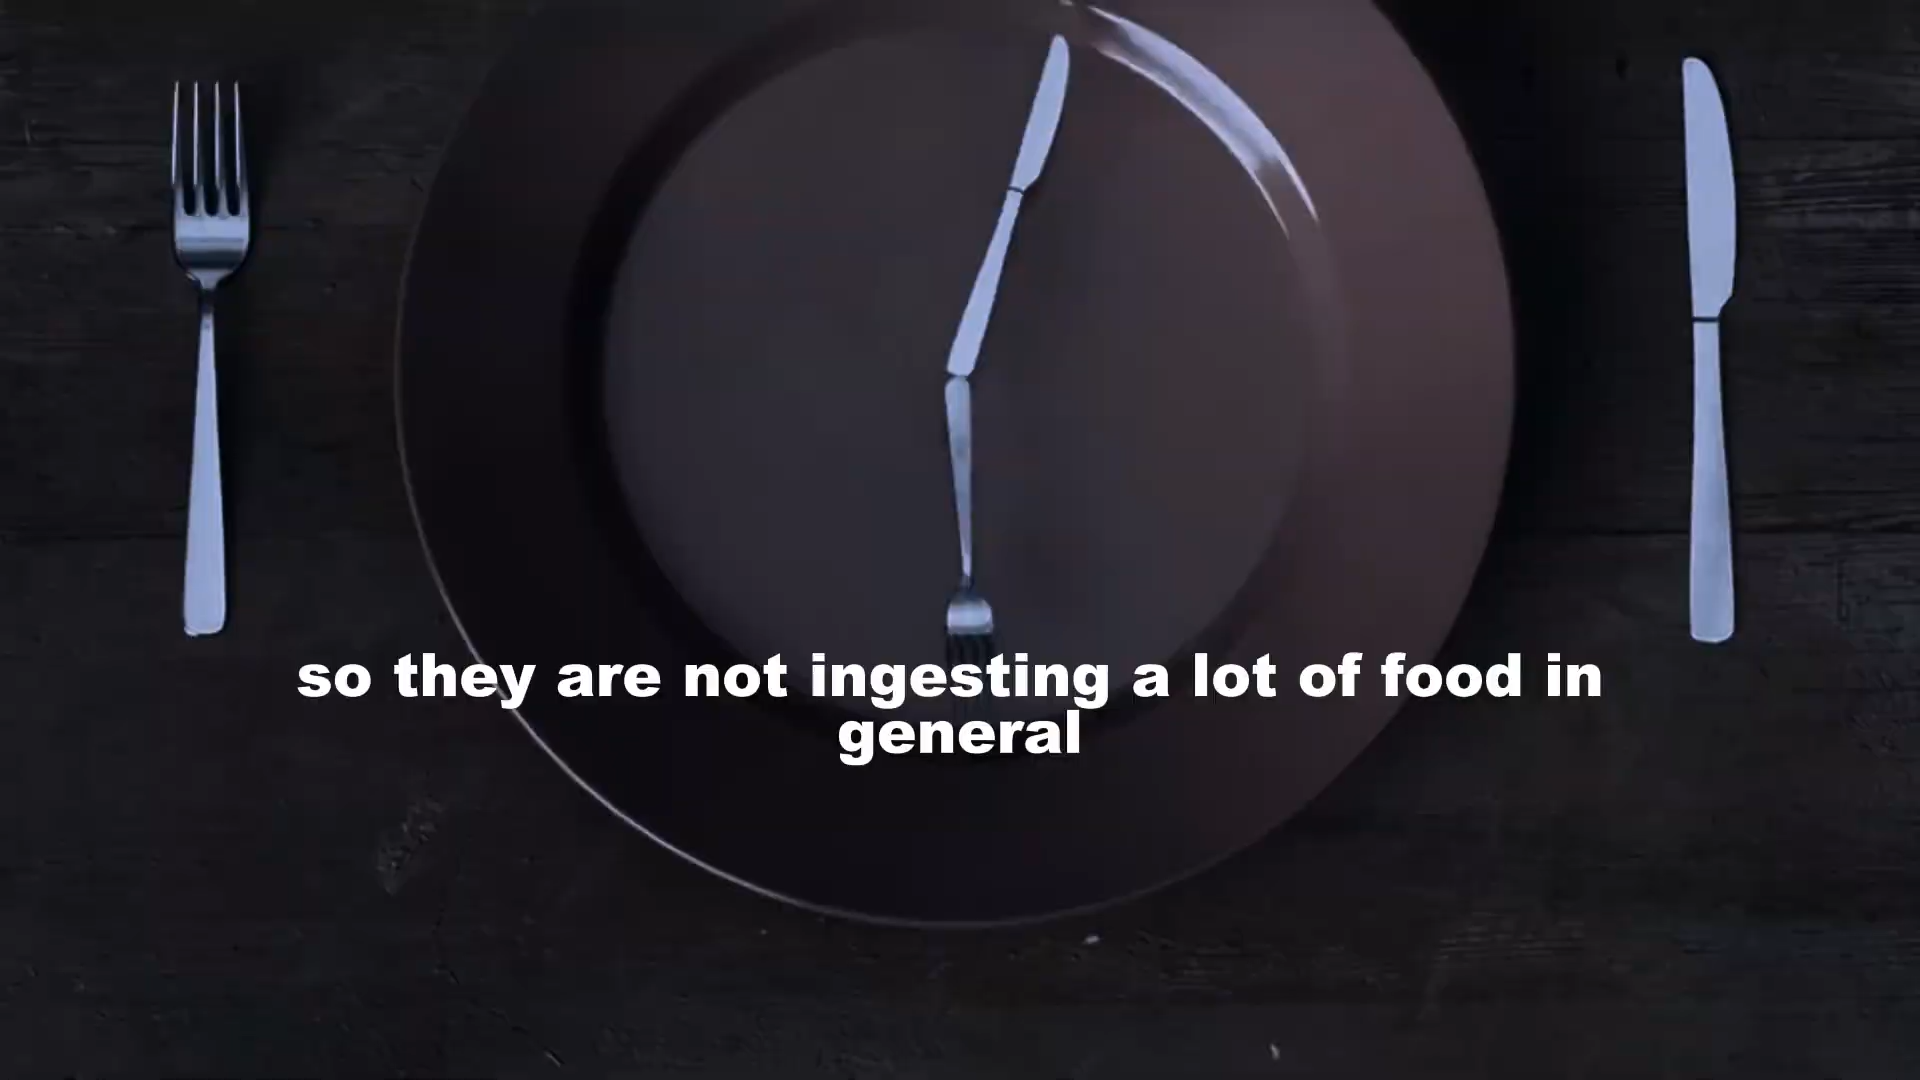 so they are not ingesting a lot of food in
general